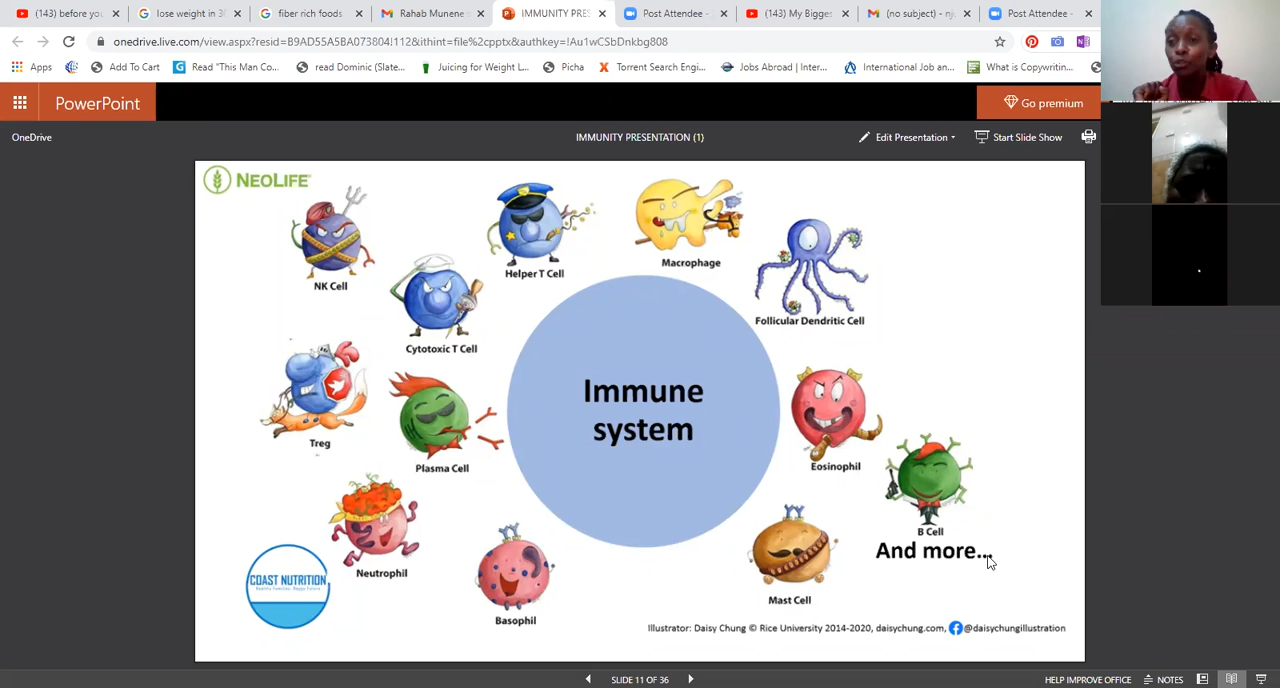 (143) before you
lose weight in 30
fiber rich foods
Rahab Munene
IMMUNITY PRES
Post Attendee -
(143) My Bigges
(no subject) - nj
Post Attendee -
onedrive.live.com/view.aspx?resid=B9AD55A5BA073804!112&ithint=file%2cpptx&authkey=!Au1wCSbDnkbg808
Apps
Add To Cart
Read "This Man Co...
read Dominic (Slate...
Juicing for Weight L...
Picha
Torrent Search Engi...
Jobs Abroad | Inter...
International Job an...
What is Copywritin...
PowerPoint
Go premium
OneDrive
IMMUNITY PRESENTATION (1)
Edit Presentation
Start Slide Show
NEOLIFE
NK Cell
Helper T Cell
Macrophage
Follicular Dendritic Cell
Cytotoxic T Cell
Treg
Plasma Cell
Immune
system
Eosinophil
B Cell
And more...
Neutrophil
Basophil
Mast Cell
COAST NUTRITION
Illustrator: Daisy Chung © Rice University 2014-2020, daisychung.com, @daisychungillustration
SLIDE 11 OF 36
HELP IMPROVE OFFICE
NOTES